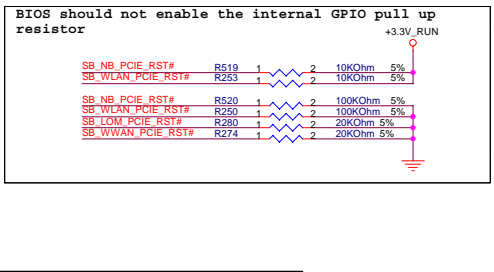 BIOS should not enable the internal GPIO pull up
resistor
+3.3V_RUN
SB_NB_PCIE_RST# R519 1 2 10KOhm 5%
SB_WLAN_PCIE_RST# R253 1 2 10KOhm 5%
SB_NB_PCIE_RST# R520 1 2 100KOhm 5%
SB_WLAN_PCIE_RST# R250 1 2 100KOhm 5%
SB_LOM_PCIE_RST# R280 1 2 20KOhm 5%
SB_WWAN_PCIE_RST# R274 1 2 20KOhm 5%